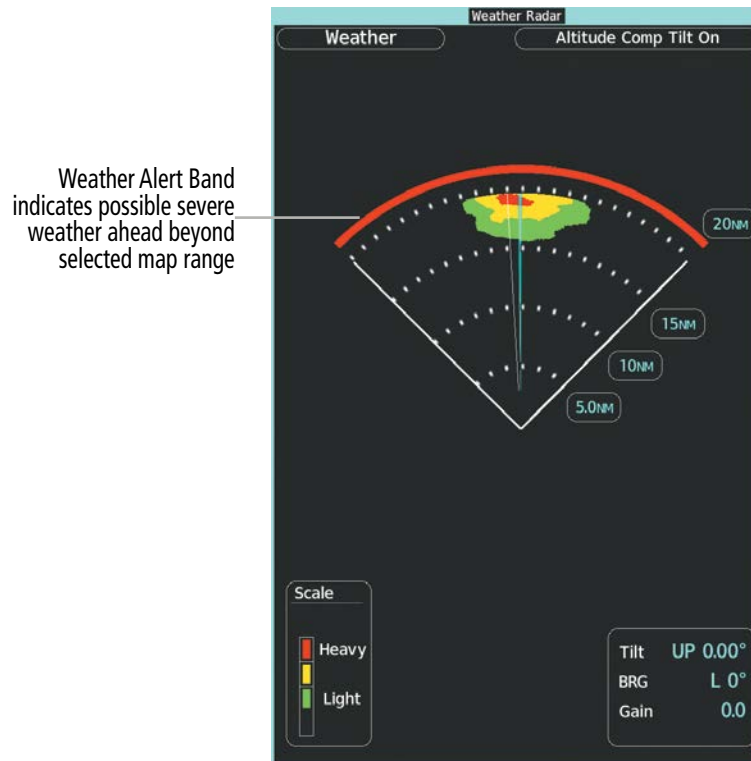 Weather Radar
Weather
Altitude Comp Tilt On
Weather Alert Band
indicates possible severe
weather ahead beyond
selected map range
20NM
15NM
10NM
5.0NM
Scale
Heavy
Light
Tilt UP 0.00°
BRG L 0°
Gain 0.0